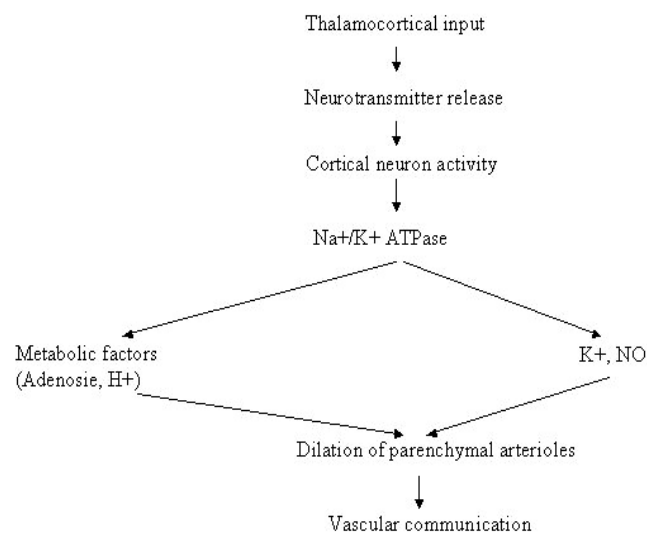 Thalamocortical input
Neurotransmitter release
Cortical neuron activity
Na+/K+ ATPase
Metabolic factors
(Adenosie, H+)
K+, NO
Dilation of parenchymal arterioles
Vascular communication